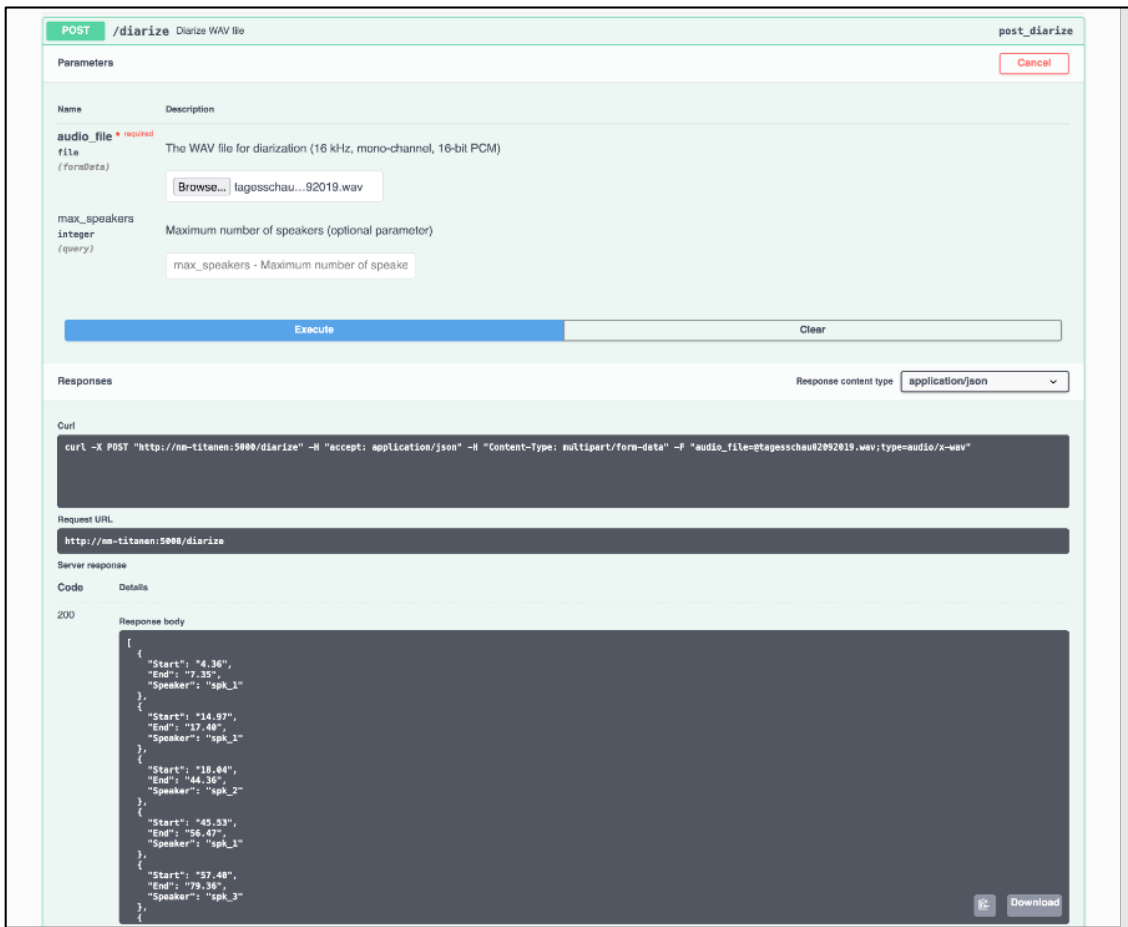 POST /diarize Diarize WAV file post_diarize
Parameters Cancel
Name Description
audio_file * required
file
(formData)
The WAV file for diarization (16 kHz, mono-channel, 16-bit PCM)
Browse... tagesschau...92019.wav
max_speakers
integer
(query)
Maximum number of speakers (optional parameter)
max_speakers - Maximum number of speake
Execute Clear
Responses Response content type application/json
Curl
curl -X POST "http://nm-titanen:5000/diarize" -H "accept: application/json" -H "Content-Type: multipart/form-data" -F "audio_file=@tagesschau02092019.wav;type=audio/x-wav"
Request URL
http://nm-titanen:5000/diarize
Server response
Code Details
200
Response body
[
{
"Start": "4.36",
"End": "7.35",
"Speaker": "spk_1"
},
{
"Start": "14.97",
"End": "17.40",
"Speaker": "spk_1"
},
{
"Start": "18.04",
"End": "44.36",
"Speaker": "spk_2"
},
{
"Start": "45.53",
"End": "56.47",
"Speaker": "spk_1"
},
{
"Start": "57.40",
"End": "79.36",
"Speaker": "spk_3"
},
{
Download